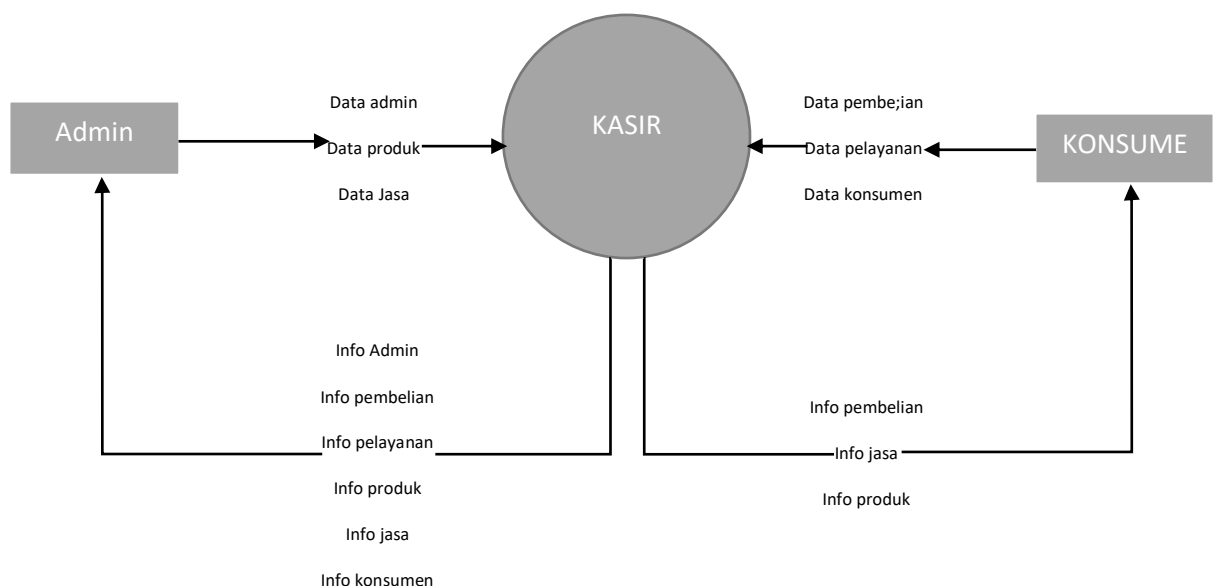 Admin
Data admin
Data produk
Data Jasa
KASIR
Data pembe;ian
Data pelayanan
Data konsumen
KONSUME
Info Admin
Info pembelian
Info pelayanan
Info produk
Info jasa
Info konsumen
Info pembelian
Info jasa
Info produk